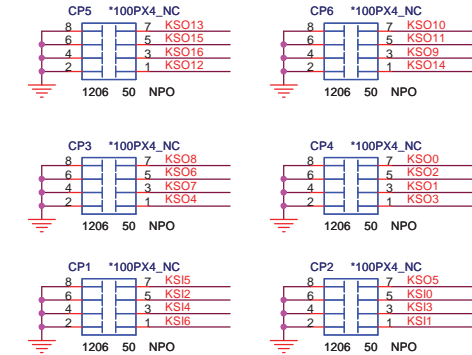 CP5 *100PX4_NC
8 7 KSO13
6 5 KSO15
4 3 KSO16
2 1 KSO12
1206 50 NPO
CP6 *100PX4_NC
8 7 KSO10
6 5 KSO11
4 3 KSO9
2 1 KSO14
1206 50 NPO
CP3 *100PX4_NC
8 7 KSO8
6 5 KSO6
4 3 KSO7
2 1 KSO4
1206 50 NPO
CP4 *100PX4_NC
8 7 KSO0
6 5 KSO2
4 3 KSO1
2 1 KSO3
1206 50 NPO
CP1 *100PX4_NC
8 7 KSI5
6 5 KSI2
4 3 KSI4
2 1 KSI6
1206 50 NPO
CP2 *100PX4_NC
8 7 KSO5
6 5 KSI0
4 3 KSI3
2 1 KSI1
1206 50 NPO